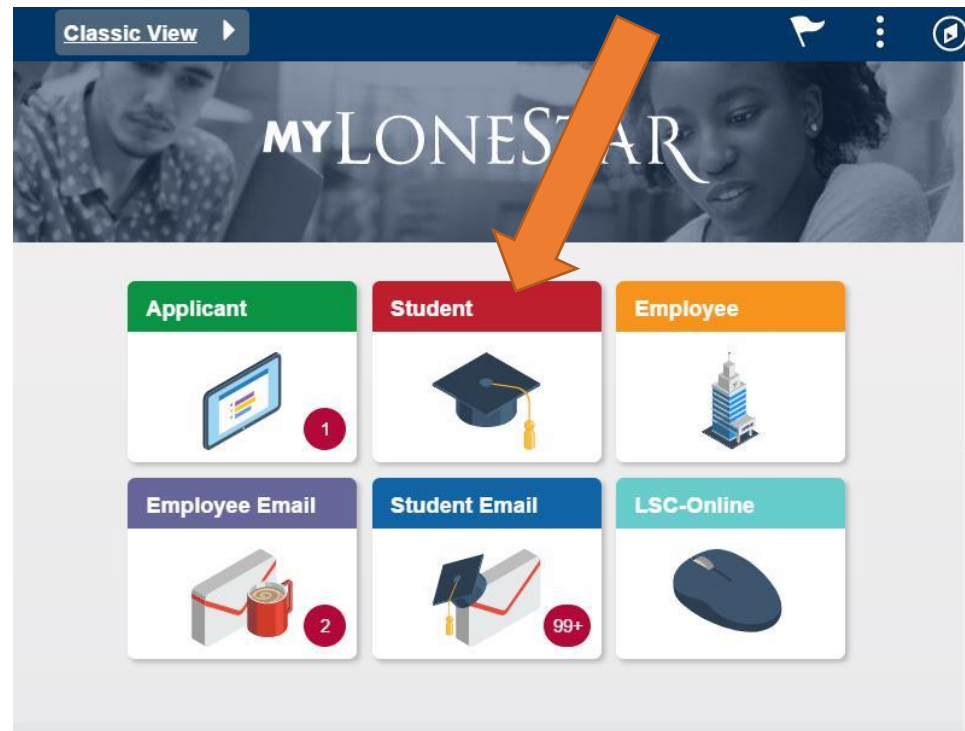 Classic View
MYLONESTAR
Applicant
Student
Employee
1
Employee Email
Student Email
LSC-Online
2
99+